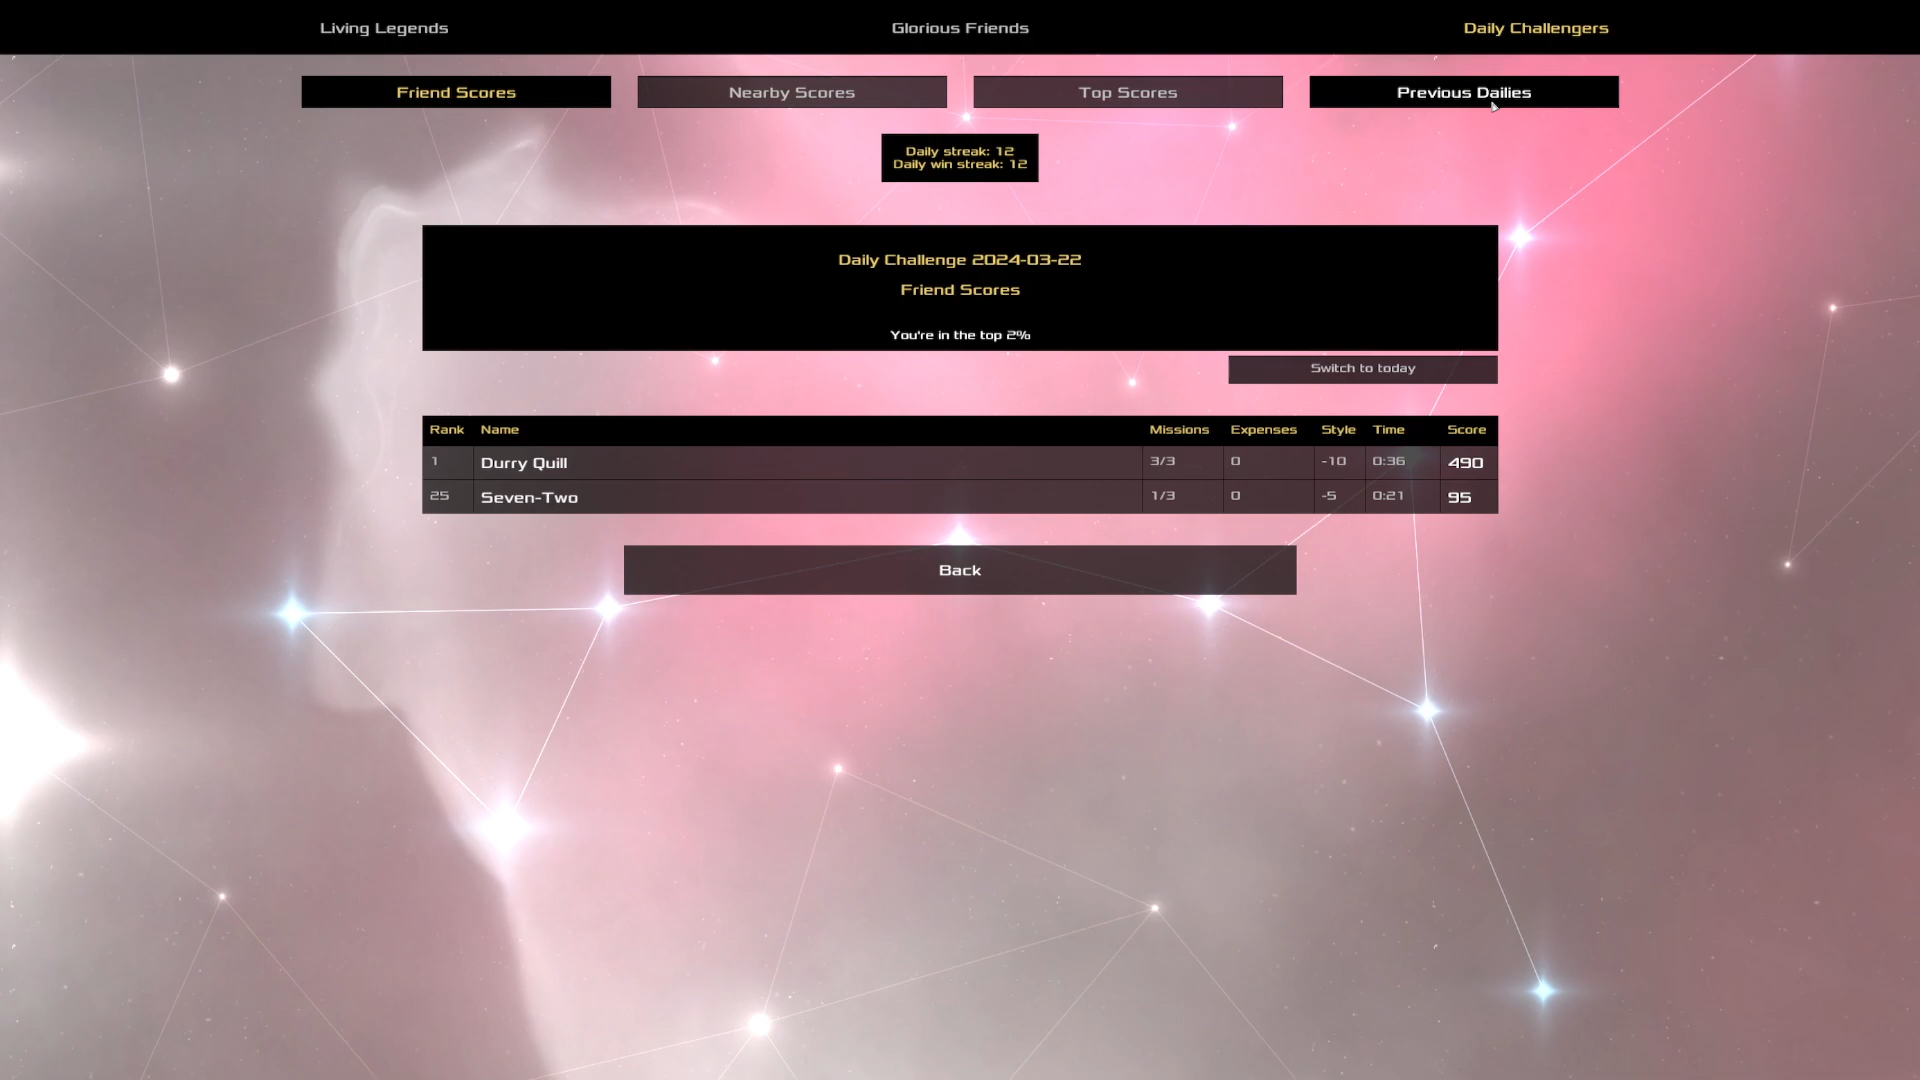 Living Legends
Glorious Friends
Daily Challengers
Friend Scores
Nearby Scores
Top Scores
Previous Dailies
Daily streak: 12
Daily win streak: 12
Daily Challenge 2024-03-22
Friend Scores
You're in the top 2%
Switch to today
Rank Name Missions Expenses Style Time Score
1 Durry Quill 3/3 0 -10 0:36 490
25 Seven-Two 1/3 0 -5 0:21 95
Back